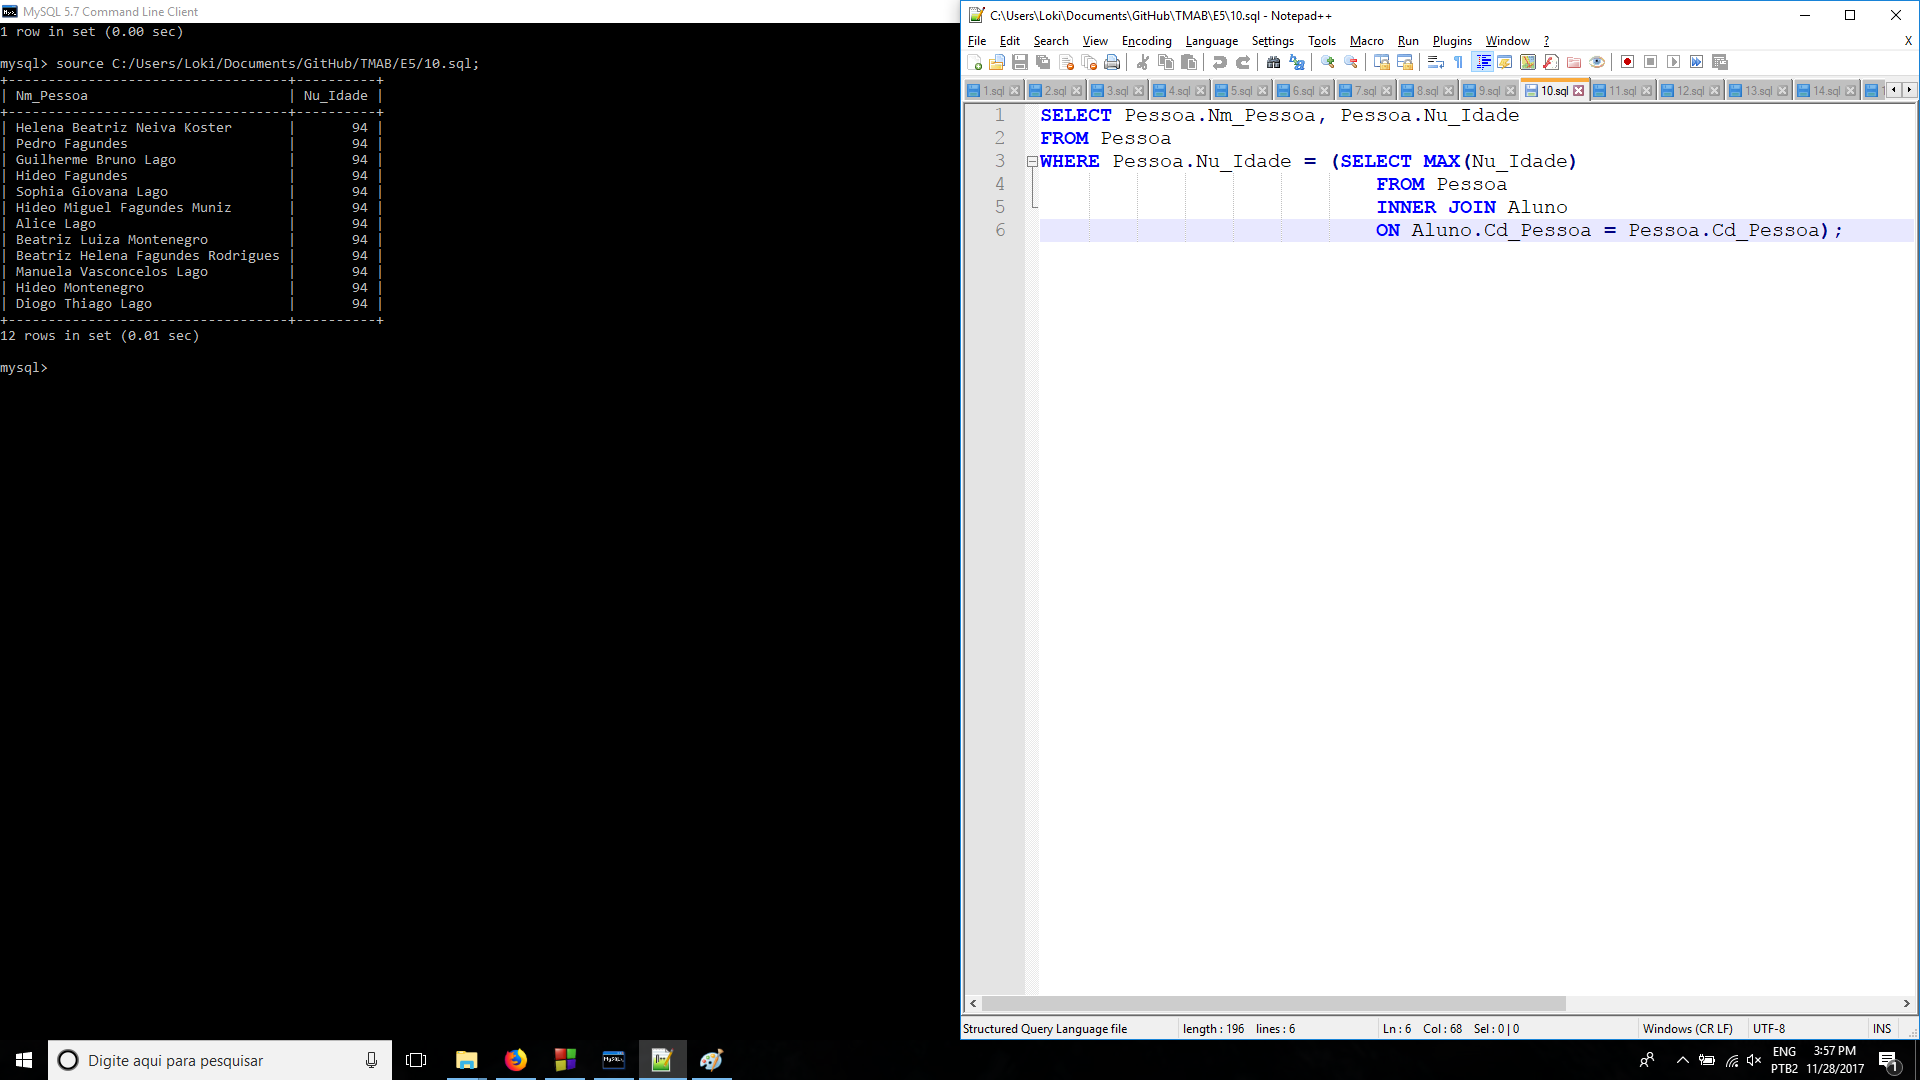 MySQL 5.7 Command Line Client
1 row in set (0.00 sec)
mysql> source C:/Users/Loki/Documents/GitHub/TMAB/E5/10.sql;
+-----------------------------------+----------+
| Nm_Pessoa | Nu_Idade |
+-----------------------------------+----------+
| Helena Beatriz Neiva Koster | 94 |
| Pedro Fagundes | 94 |
| Guilherme Bruno Lago | 94 |
| Hideo Fagundes | 94 |
| Sophia Giovana Lago | 94 |
| Hideo Miguel Fagundes Muniz | 94 |
| Alice Lago | 94 |
| Beatriz Luiza Montenegro | 94 |
| Beatriz Helena Fagundes Rodrigues | 94 |
| Manuela Vasconcelos Lago | 94 |
| Hideo Montenegro | 94 |
| Diogo Thiago Lago | 94 |
+-----------------------------------+----------+
12 rows in set (0.01 sec)
mysql>
C:\Users\Loki\Documents\GitHub\TMAB\E5\10.sql - Notepad++
File Edit Search View Encoding Language Settings Tools Macro Run Plugins Window ? X
1.sql 2.sql 3.sql 4.sql 5.sql 6.sql 7.sql 8.sql 9.sql 10.sql 11.sql 12.sql 13.sql 14.sql
1 SELECT Pessoa.Nm_Pessoa, Pessoa.Nu_Idade
2 FROM Pessoa
3 WHERE Pessoa.Nu_Idade = (SELECT MAX(Nu_Idade)
4 FROM Pessoa
5 INNER JOIN Aluno
6 ON Aluno.Cd_Pessoa = Pessoa.Cd_Pessoa);
Structured Query Language file length : 196 lines : 6 Ln : 6 Col : 68 Sel : 0 | 0 Windows (CR LF) UTF-8 INS
Digite aqui para pesquisar
ENG
PTB2
3:57 PM
11/28/2017
1